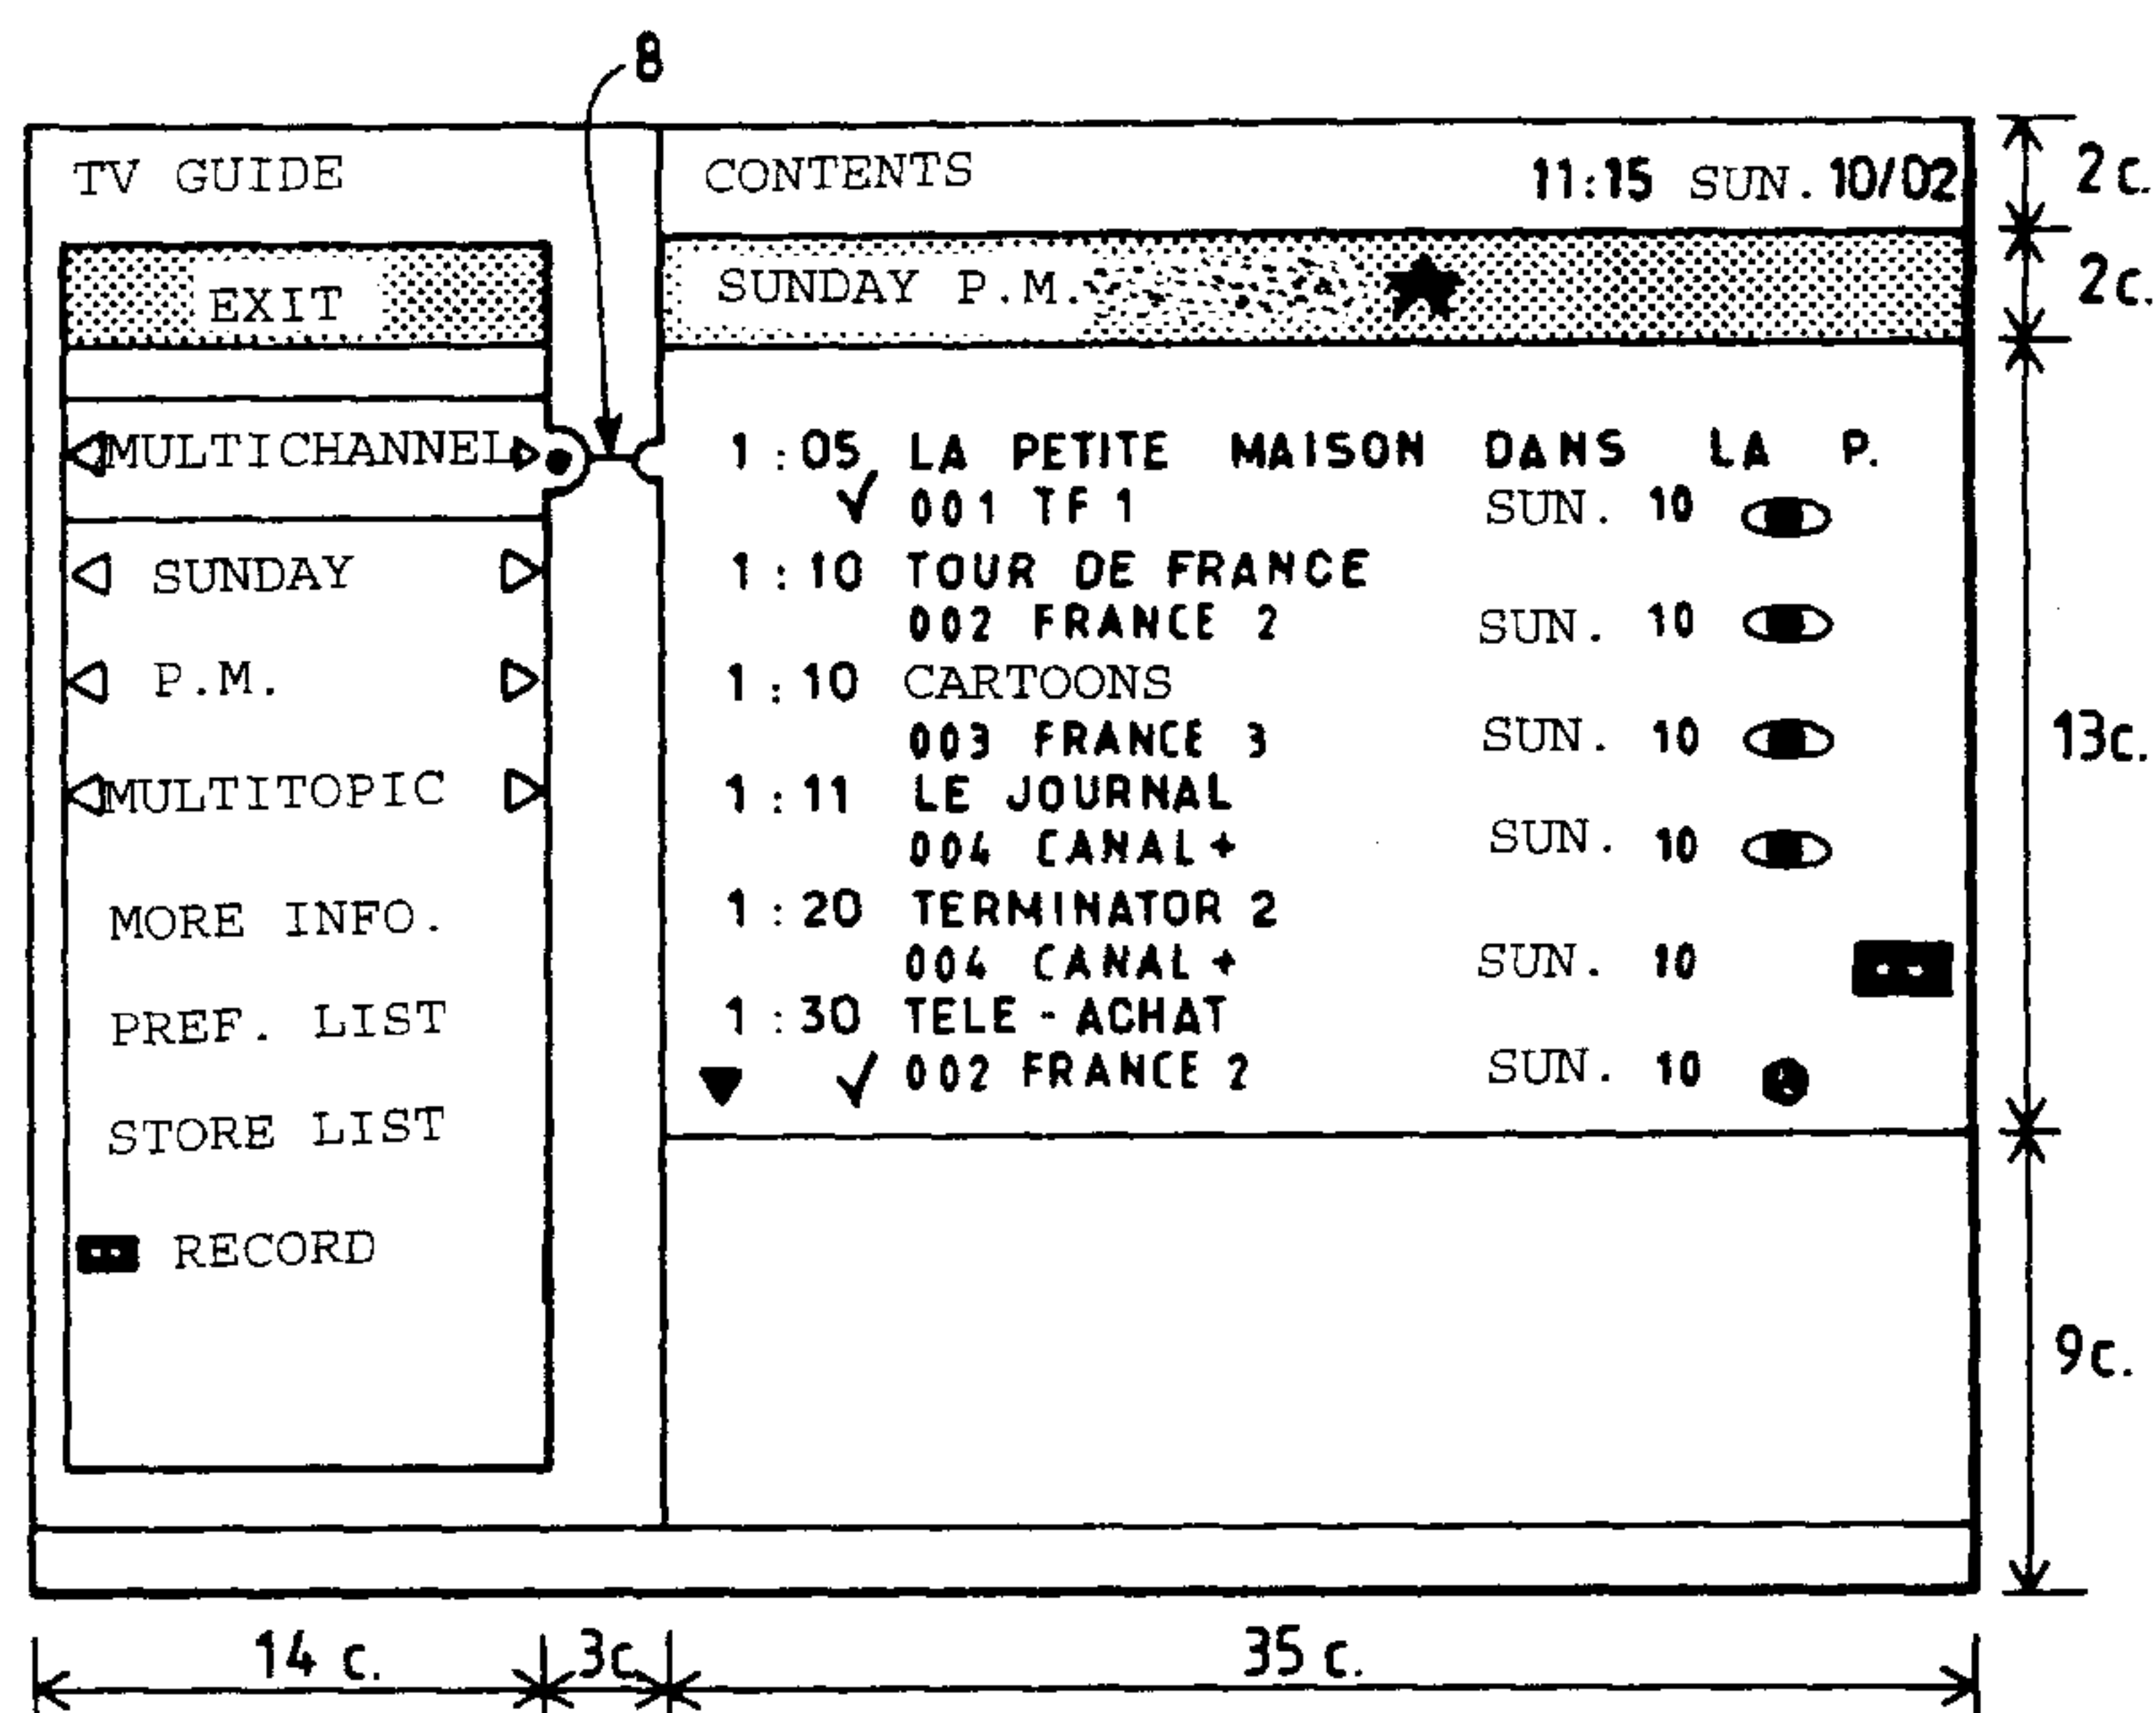 8
TV GUIDE
CONTENTS 11:15 SUN. 10/02
2c.
EXIT
SUNDAY P.M.
2c.
MULTICHANNEL
SUNDAY
P.M.
MULTITOPIC
MORE INFO.
PREF. LIST
STORE LIST
RECORD
1:05 LA PETITE MAISON DANS LA P.
001 TF1 SUN. 10
1:10 TOUR DE FRANCE
002 FRANCE 2 SUN. 10
1:10 CARTOONS
003 FRANCE 3 SUN. 10
1:11 LE JOURNAL
004 CANAL+ SUN. 10
1:20 TERMINATOR 2
004 CANAL+ SUN. 10
1:30 TELE-ACHAT
002 FRANCE 2 SUN. 10
13c.
9c.
14 c. 3c 35 c.